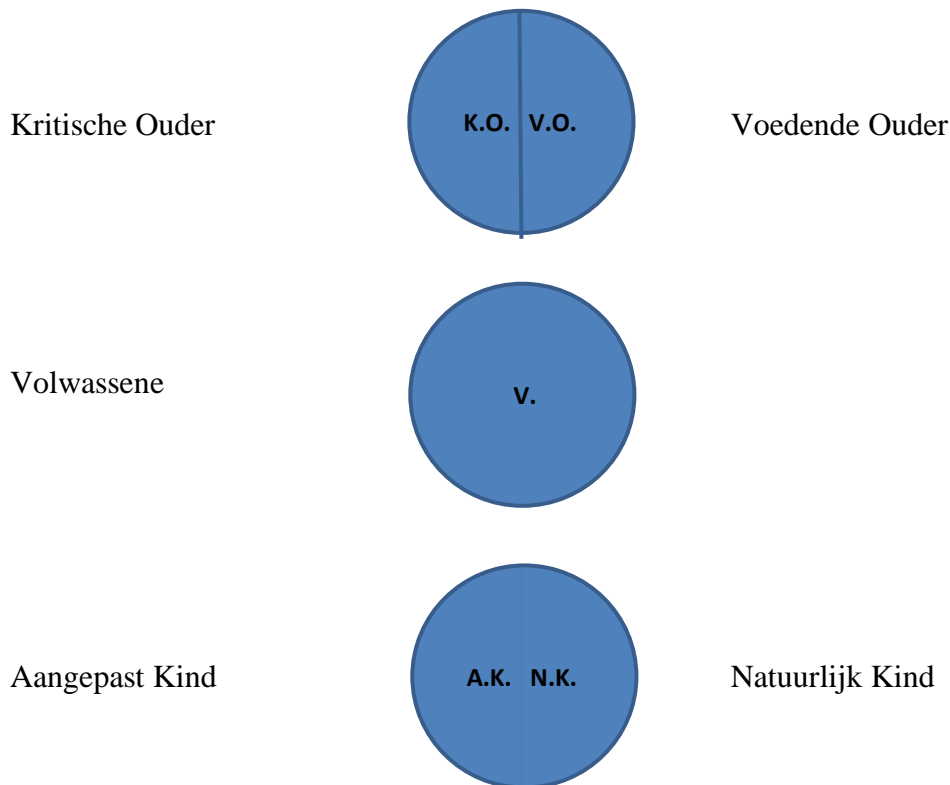 Kritische Ouder K.O. V.O. Voedende Ouder
Volwassene V.
Aangepast Kind A.K. N.K. Natuurlijk Kind